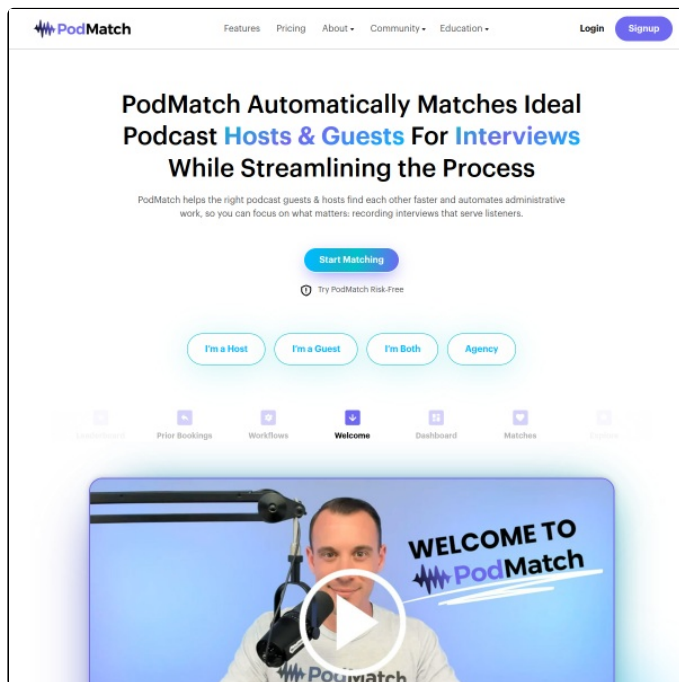 PodMatch
Features Pricing About Community Education Login Signup
PodMatch Automatically Matches Ideal
Podcast Hosts & Guests For Interviews
While Streamlining the Process
PodMatch helps the right podcast guests & hosts find each other faster and automates administrative
work, so you can focus on what matters: recording interviews that serve listeners.
Start Matching
Try PodMatch Risk-Free
I'm a Host I'm a Guest I'm Both Agency
Leaderboard Prior Bookings Workflows Welcome Dashboard Matches
WELCOME TO
PodMatch
PodMatch